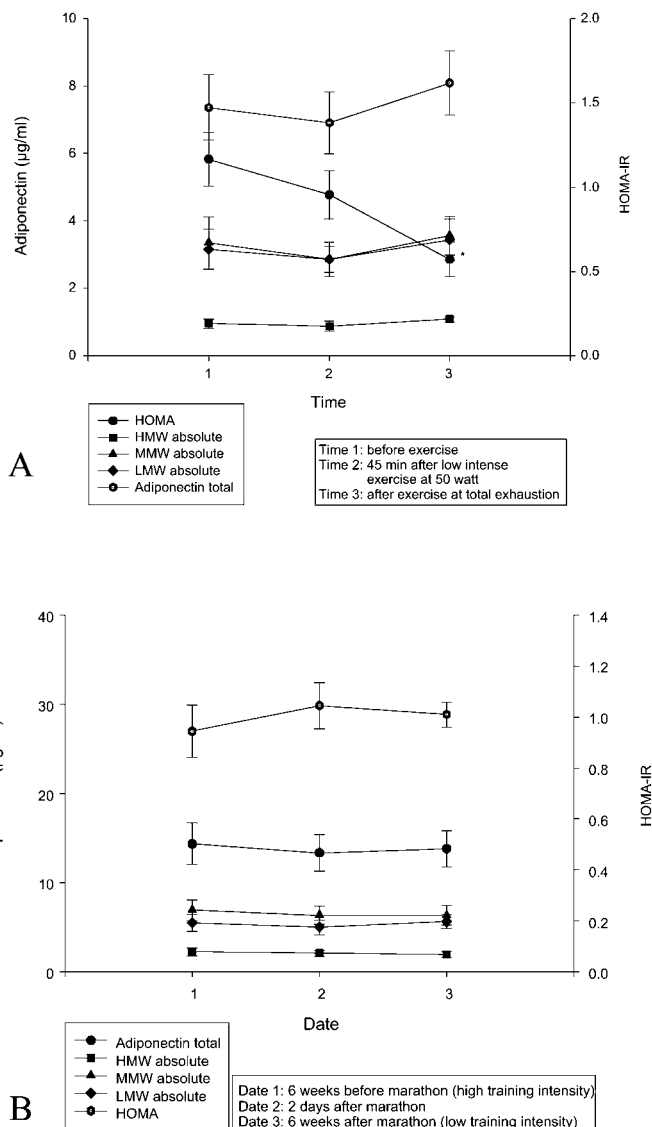 10
2.0
8
1.5
6
1.0
4
0.5
2
0
0.0
Adiponectin (µg/ml)
HOMA-IR
*
1 2 3
Time
HOMA
HMW absolute
MMW absolute
LMW absolute
Adiponectin total
Time 1: before exercise
Time 2: 45 min after low intense
exercise at 50 watt
Time 3: after exercise at total exhaustion
A
40
1.4
1.2
30
1.0
0.8
20
0.6
0.4
10
0.2
0
0.0
HOMA-IR
1 2 3
Date
Adiponectin total
HMW absolute
MMW absolute
LMW absolute
HOMA
Date 1: 6 weeks before marathon (high training intensity)
Date 2: 2 days after marathon
Date 3: 6 weeks after marathon (low training intensity)
B